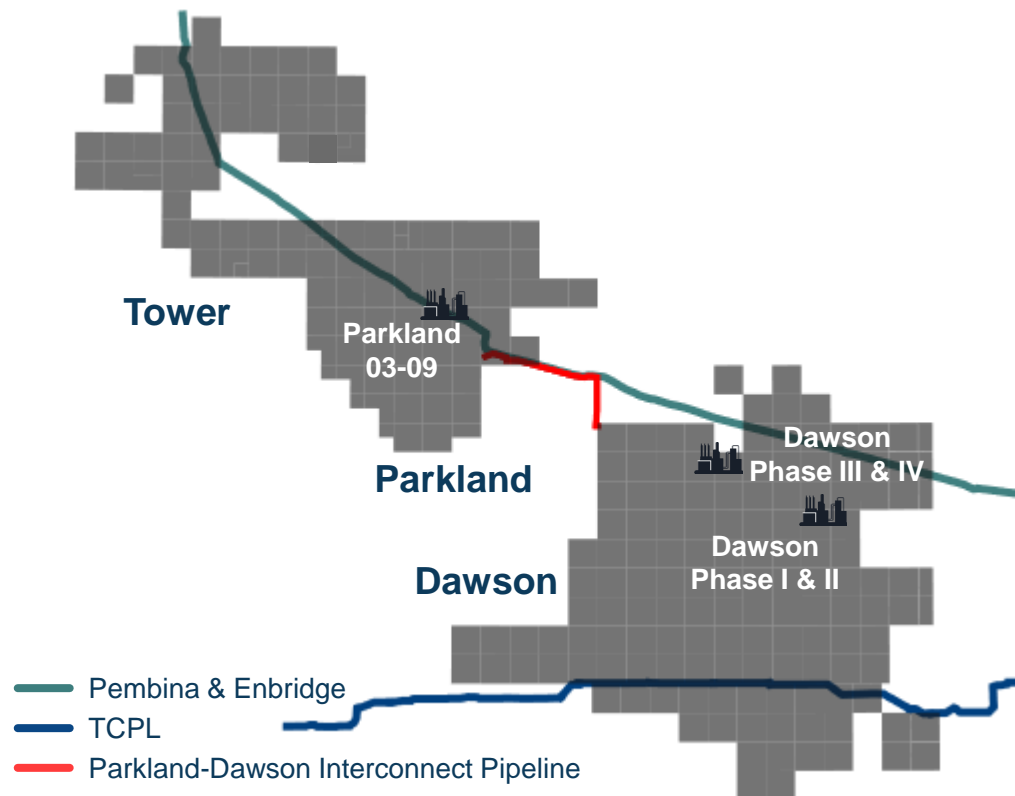 Tower
Parkland
03-09
Parkland
Dawson
Phase III & IV
Dawson
Phase I & II
Dawson
Pembina & Enbridge
TCPL
Parkland-Dawson Interconnect Pipeline